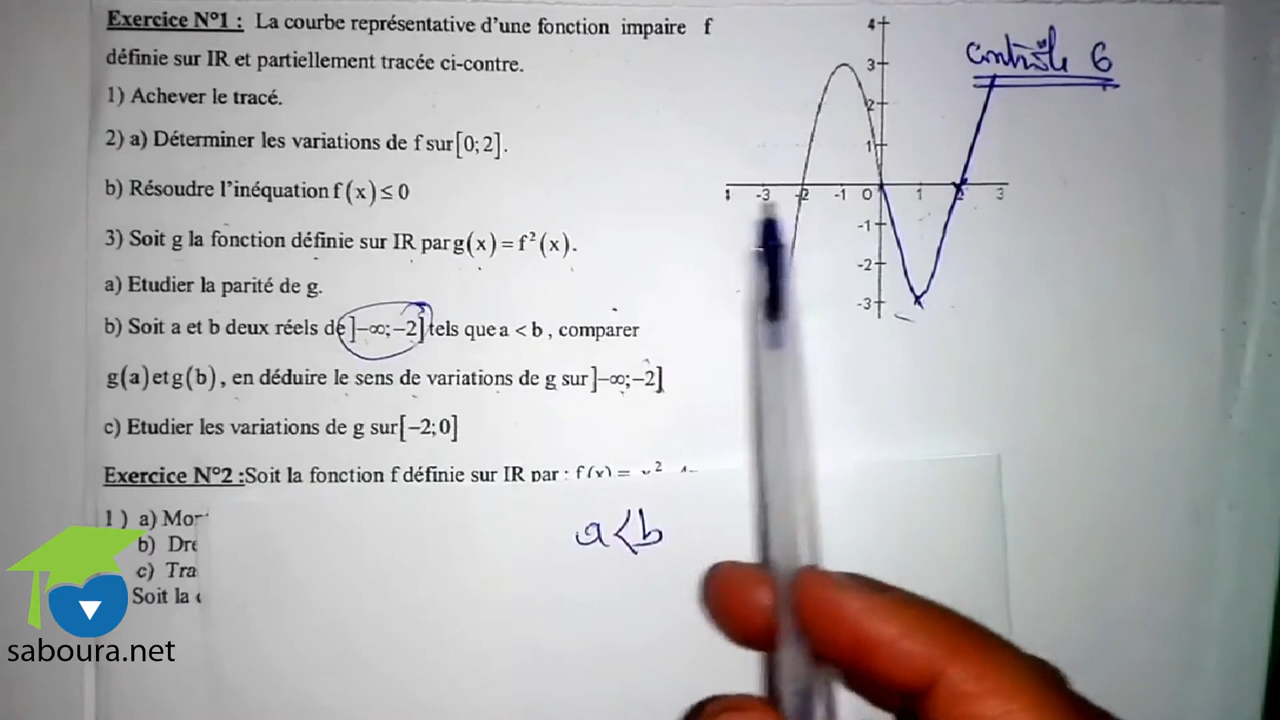 Exercice N°1 : La courbe représentative d'une fonction impaire f
définie sur IR et partiellement tracée ci-contre.
1) Achever le tracé.
2) a) Déterminer les variations de f sur [0;2].
b) Résoudre l'inéquation f(x) ≤ 0
3) Soit g la fonction définie sur IR par g(x) = f²(x).
a) Etudier la parité de g.
b) Soit a et b deux réels de ]−∞;−2] tels que a < b , comparer
g(a) et g(b) , en déduire le sens de variations de g sur ]−∞;−2]
c) Etudier les variations de g sur [−2;0]
Exercice N°2 :Soit la fonction f définie sur IR par : f(x) =
1 ) a)
b)
c)
Soit la
contrôle 6
4
3
2
1
-3 -2 -1 O 1 2 3
-1
-2
-3
a<b
saboura.net